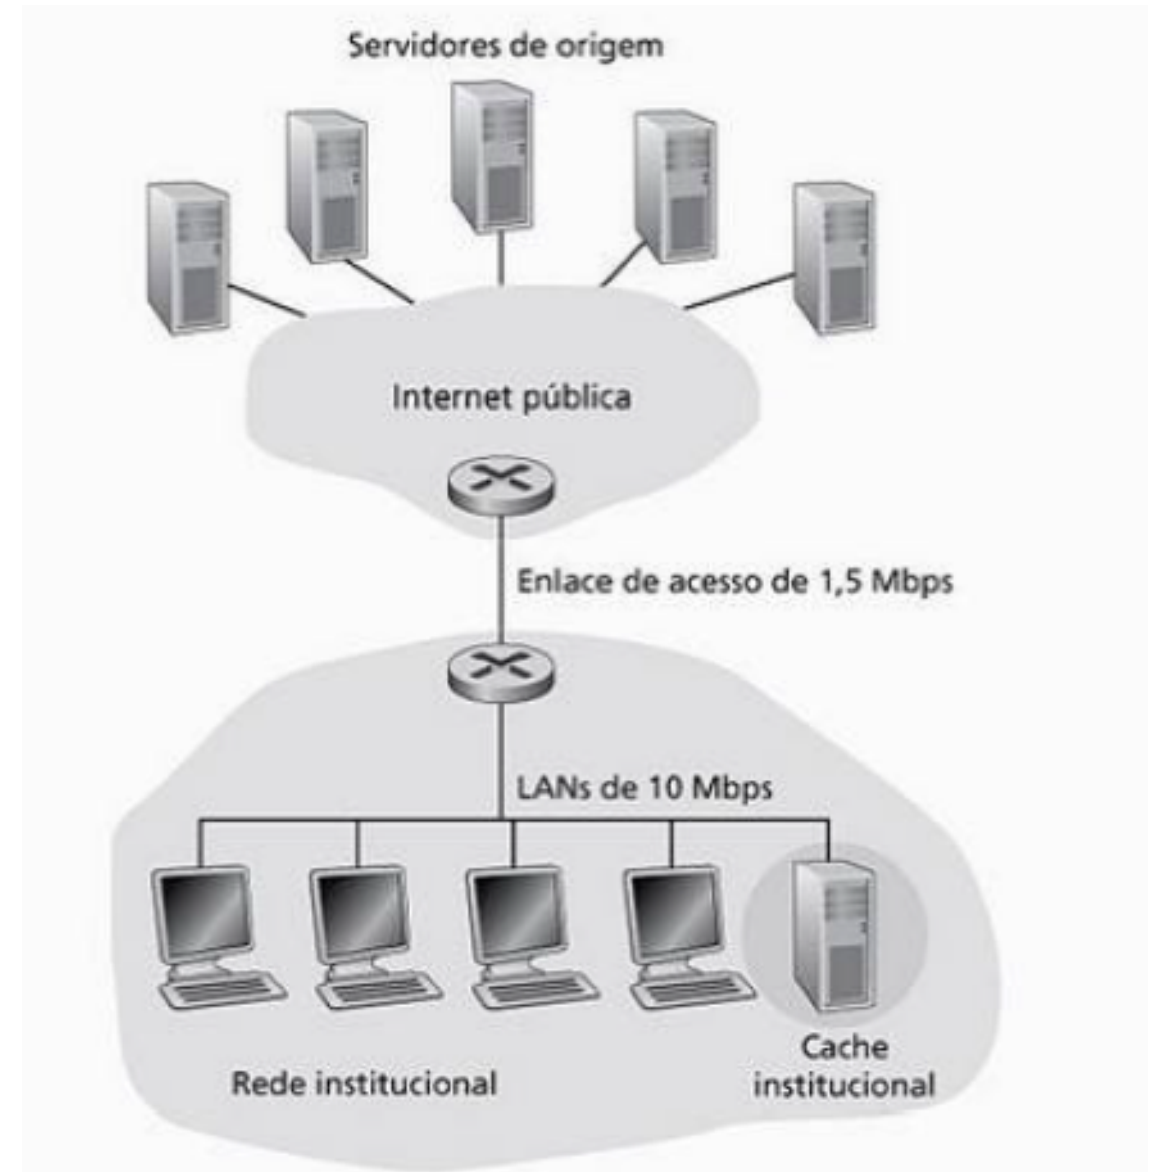 Servidores de origem
Internet pública
Enlace de acesso de 1,5 Mbps
LANs de 10 Mbps
Rede institucional
Cache
institucional